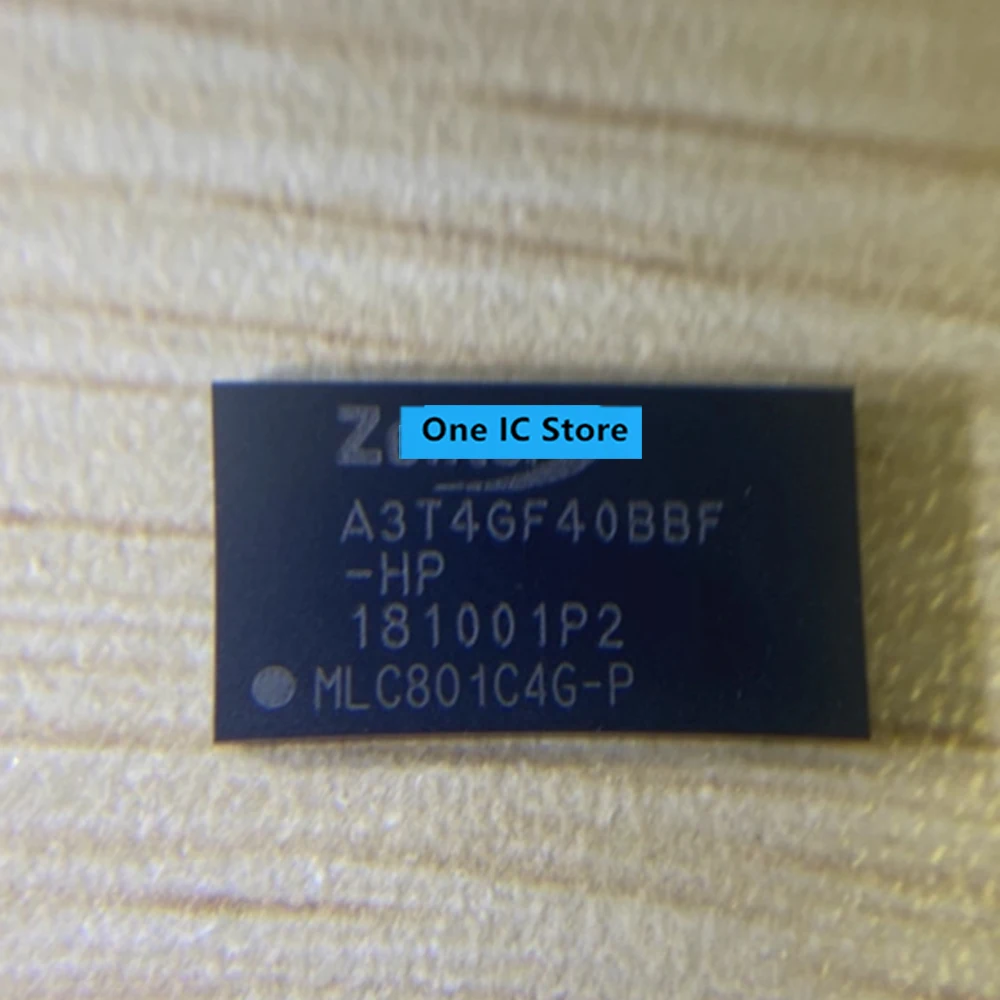 One IC Store
A3T4GF40BBF
-HP
181001P2
MLC801C4G-P